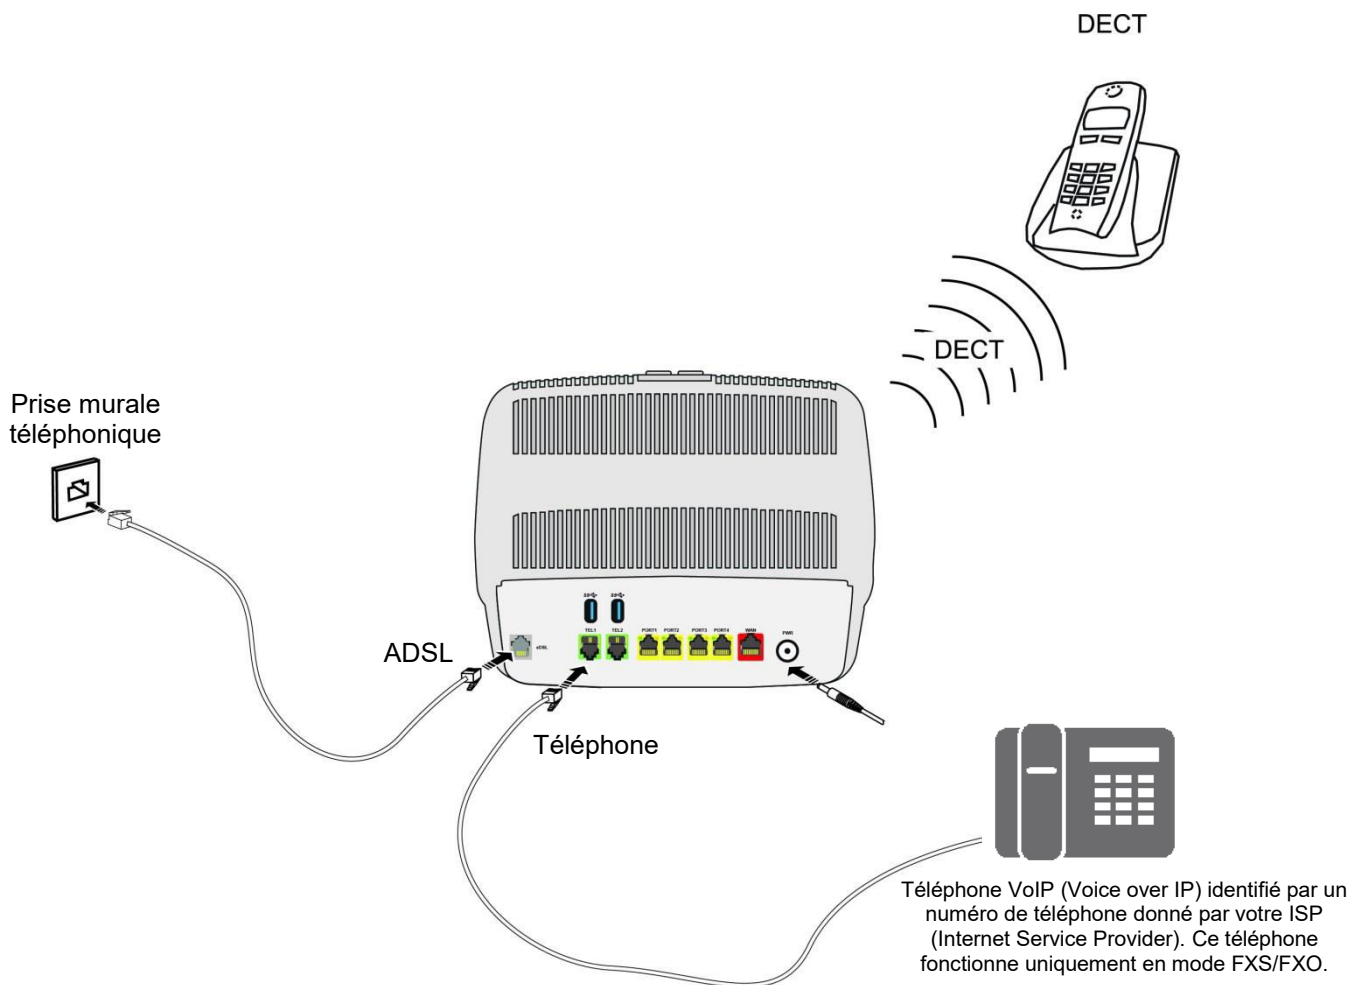 DECT
DECT
Prise murale
téléphonique
TEL1 TEL2 PORT1 PORT2 PORT3 PORT4 WAN PWR
xDSL
ADSL
Téléphone
Téléphone VoIP (Voice over IP) identifié par un
numéro de téléphone donné par votre ISP
(Internet Service Provider). Ce téléphone
fonctionne uniquement en mode FXS/FXO.